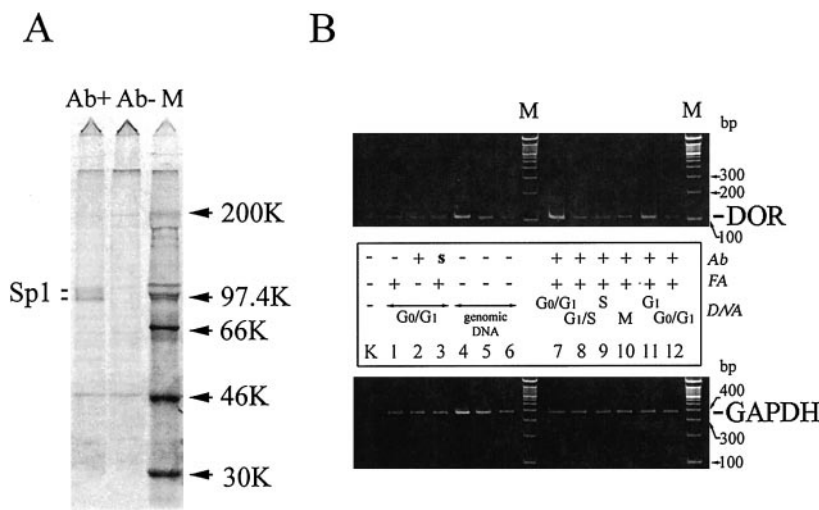 A
B
Ab+ Ab- M
200K
Sp1
97.4K
66K
46K
30K
M
M
bp
300
200
DOR
100
- - + s - - - + + + + + + Ab
- + - + - - - + + + + + + FA
- G0/G1 genomic DNA G0/G1 G1/S S M G1 G0/G1 DNA
K 1 2 3 4 5 6 7 8 9 10 11 12
bp
400
GAPDH
300
100